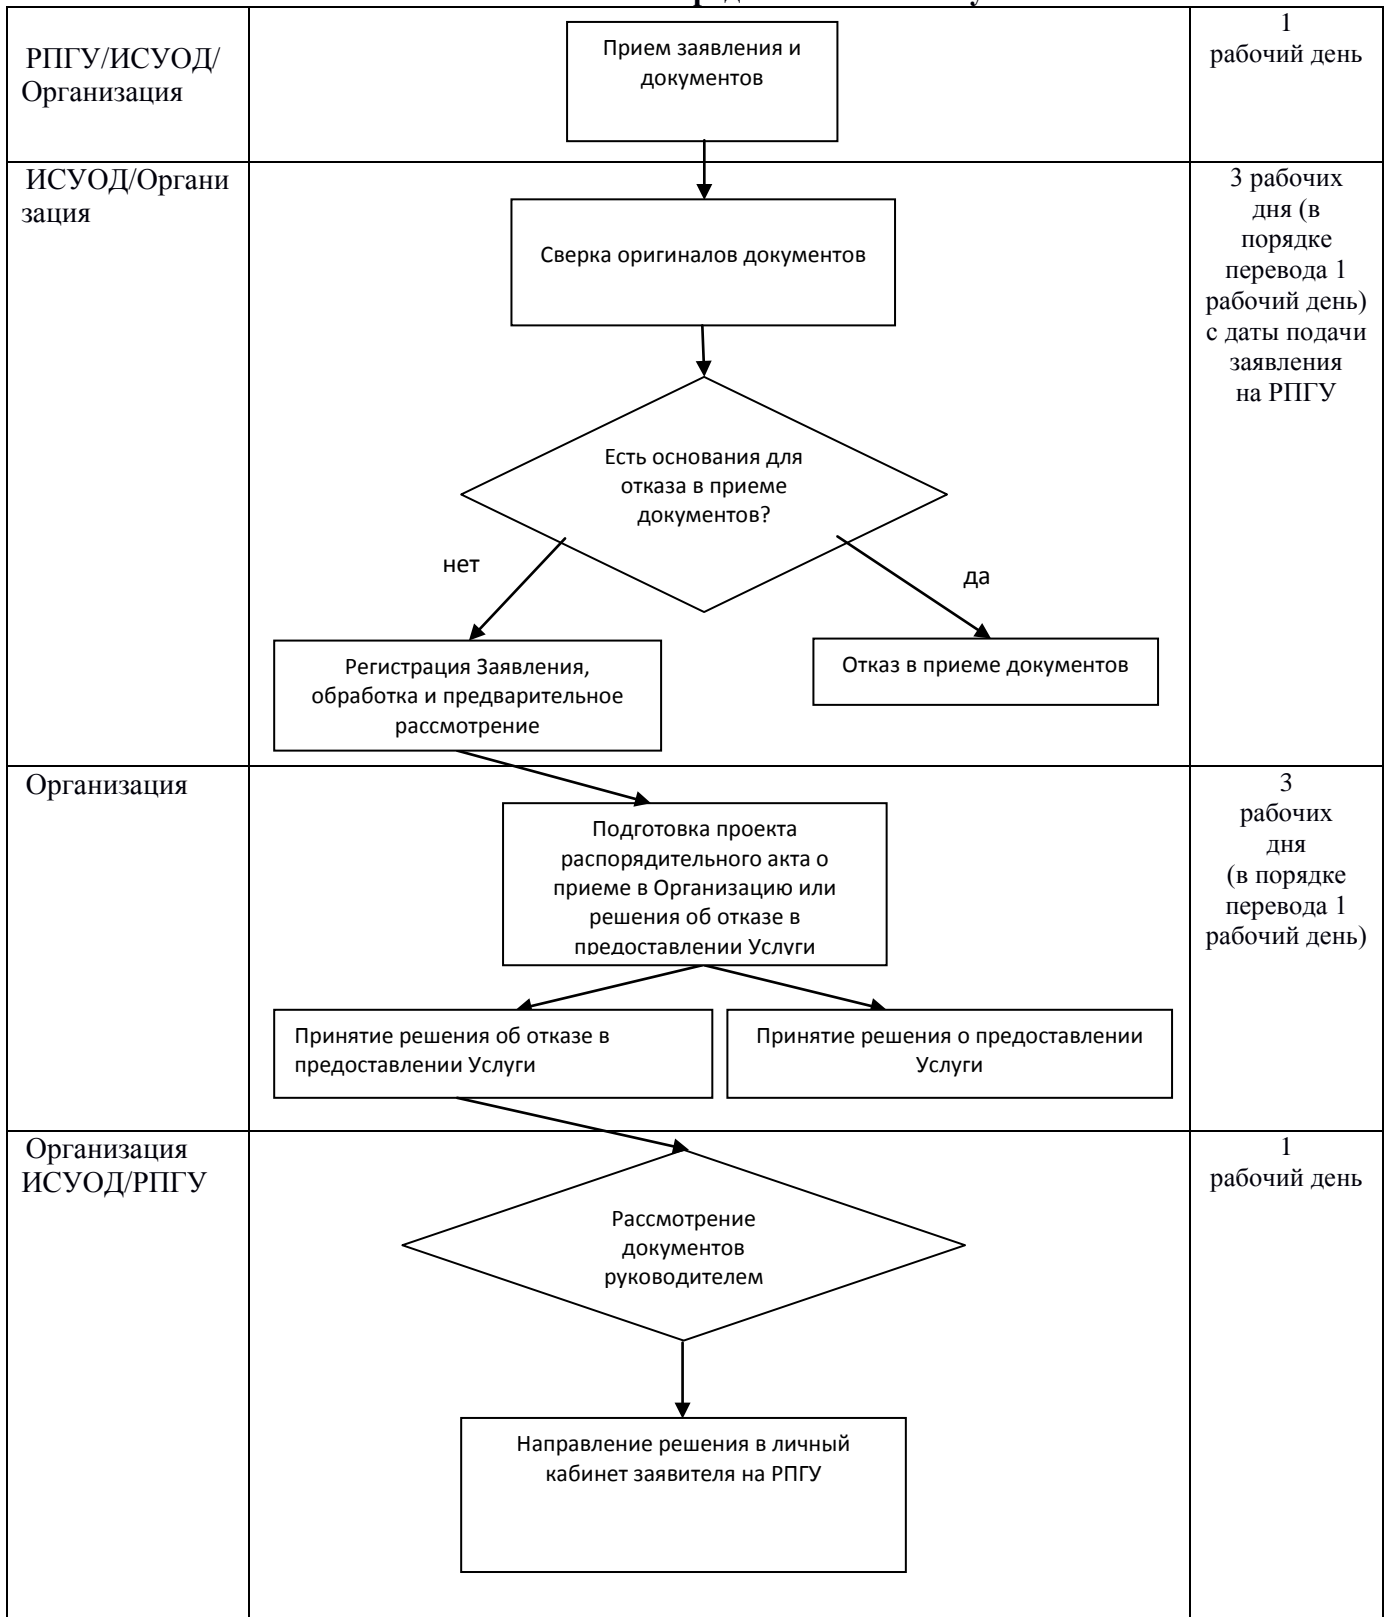 РПГУ/ИСУОД/
Организация
Прием заявления и
документов
1
рабочий день
ИСУОД/Органи
зация
Сверка оригиналов документов
3 рабочих
дня (в
порядке
перевода 1
рабочий день)
с даты подачи
заявления
на РПГУ
Есть основания для
отказа в приеме
документов?
нет
да
Регистрация Заявления,
обработка и предварительное
рассмотрение
Отказ в приеме документов
Организация
Подготовка проекта
распорядительного акта о
приеме в Организацию или
решения об отказе в
предоставлении Услуги
3
рабочих
дня
(в порядке
перевода 1
рабочий день)
Принятие решения об отказе в
предоставлении Услуги
Принятие решения о предоставлении
Услуги
Организация
ИСУОД/РПГУ
Рассмотрение
документов
руководителем
1
рабочий день
Направление решения в личный
кабинет заявителя на РПГУ